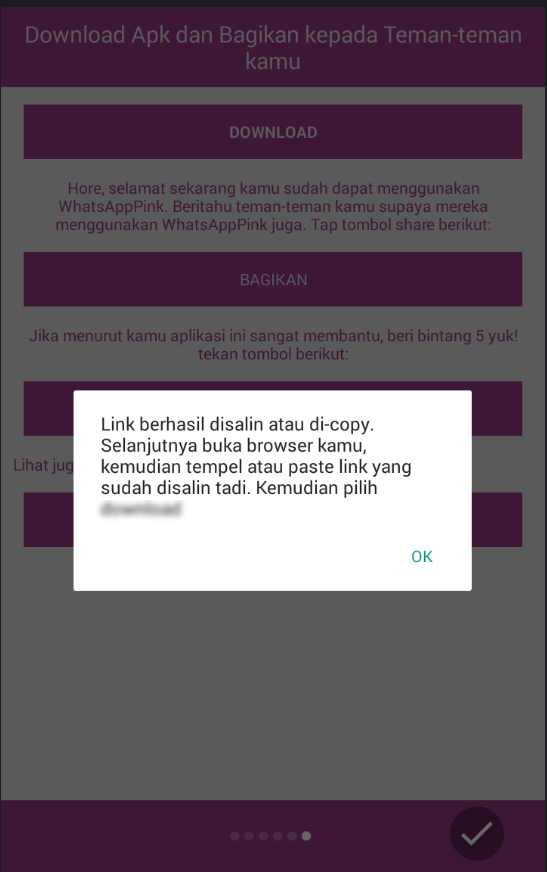 Download Apk dan Bagikan kepada Teman-teman
kamu
DOWNLOAD
Hore, selamat sekarang kamu sudah dapat menggunakan
WhatsAppPink. Beritahu teman-teman kamu supaya mereka
menggunakan WhatsAppPink juga. Tap tombol share berikut:
BAGIKAN
Jika menurut kamu aplikasi ini sangat membantu, beri bintang 5 yuk!
tekan tombol berikut:
Lihat jug
Link berhasil disalin atau di-copy.
Selanjutnya buka browser kamu,
kemudian tempel atau paste link yang
sudah disalin tadi. Kemudian pilih
OK